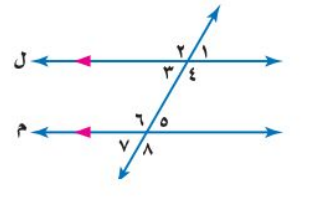 ٢ ١
ل
٣ ٤
٦ ٥
م
٧ ٨